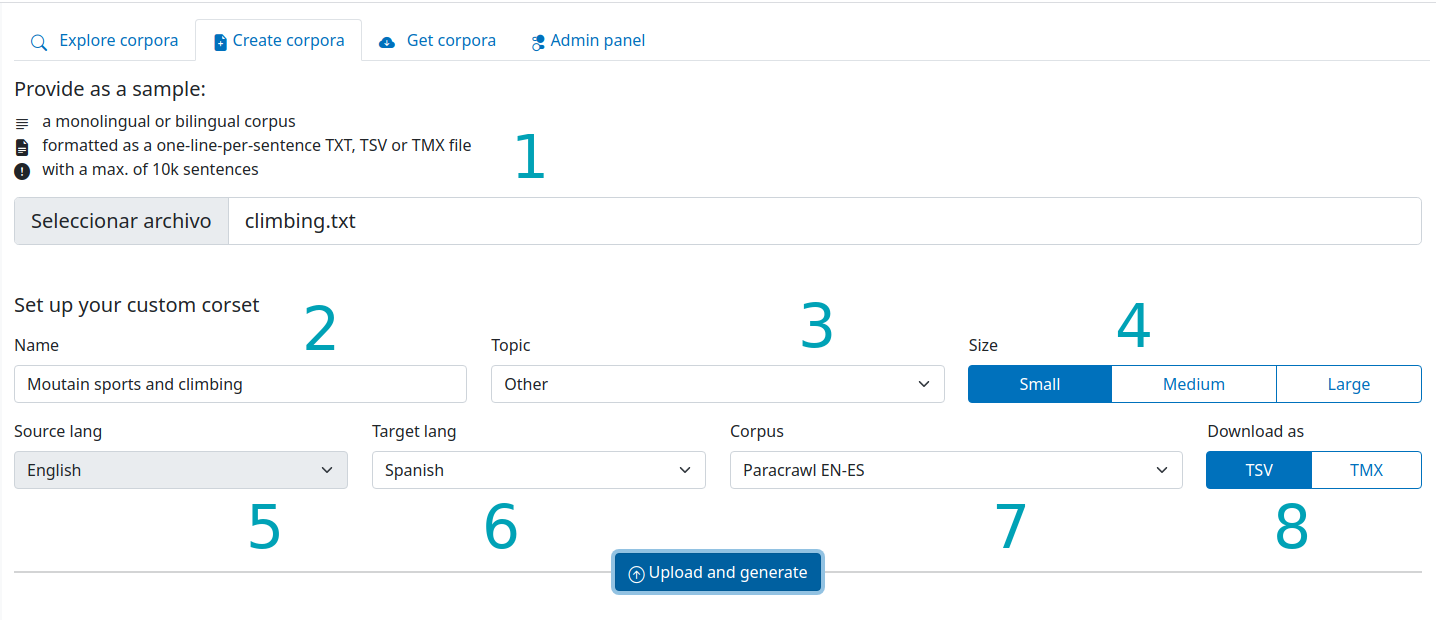 Explore corpora Create corpora Get corpora Admin panel
Provide as a sample:
a monolingual or bilingual corpus
formatted as a one-line-per-sentence TXT, TSV or TMX file
with a max. of 10k sentences
1
Seleccionar archivo climbing.txt
Set up your custom corset
2 3 4
Name Topic Size
Moutain sports and climbing Other Small Medium Large
Source lang Target lang Corpus Download as
English Spanish Paracrawl EN-ES TSV TMX
5 6 7 8
Upload and generate